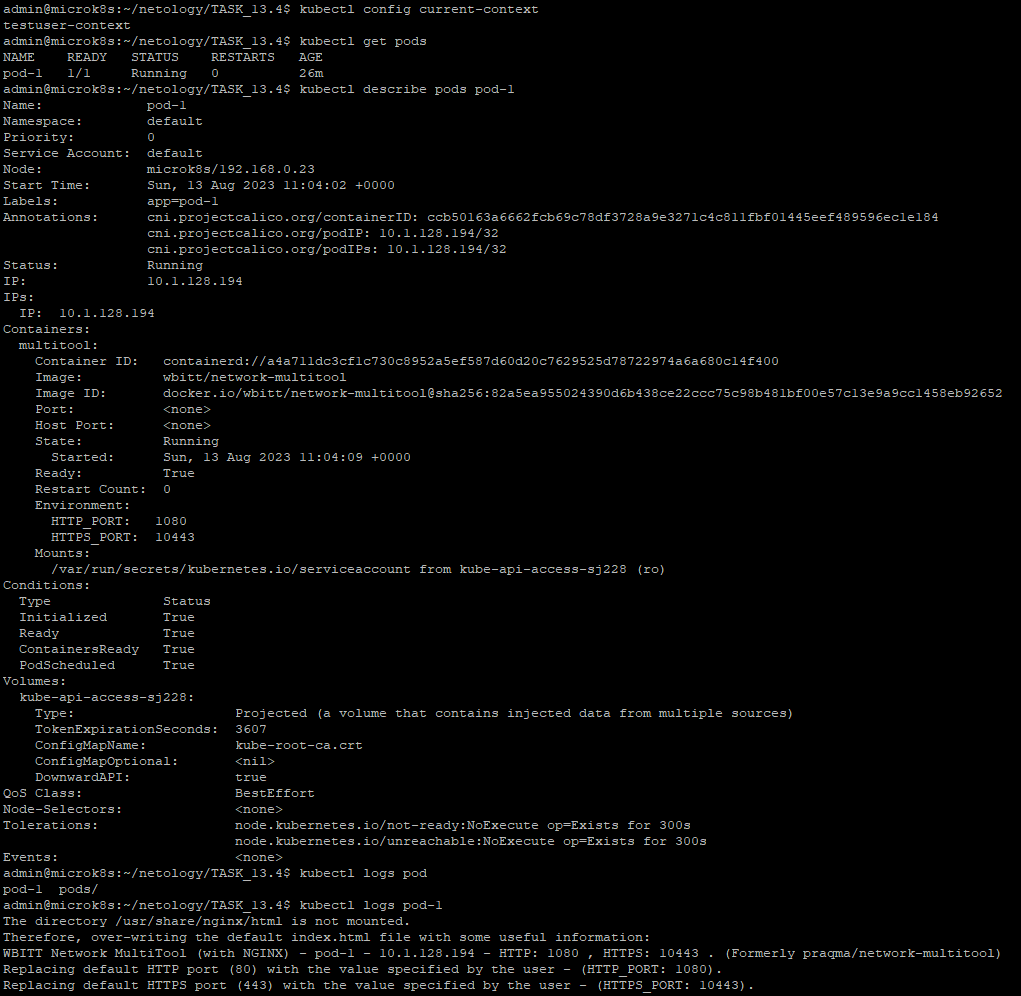 admin@microk8s:~/netology/TASK_13.4$ kubectl config current-context
testuser-context
admin@microk8s:~/netology/TASK_13.4$ kubectl get pods
NAME    READY   STATUS    RESTARTS   AGE
pod-1   1/1     Running   0          26m
admin@microk8s:~/netology/TASK_13.4$ kubectl describe pods pod-1
Name:             pod-1
Namespace:        default
Priority:         0
Service Account:  default
Node:             microk8s/192.168.0.23
Start Time:       Sun, 13 Aug 2023 11:04:02 +0000
Labels:           app=pod-1
Annotations:      cni.projectcalico.org/containerID: ccb50163a6662fcb69c78df3728a9e3271c4c811fbf01445eef489596ec1e184
                  cni.projectcalico.org/podIP: 10.1.128.194/32
                  cni.projectcalico.org/podIPs: 10.1.128.194/32
Status:           Running
IP:               10.1.128.194
IPs:
  IP:  10.1.128.194
Containers:
  multitool:
    Container ID:   containerd://a4a711dc3cf1c730c8952a5ef587d60d20c7629525d78722974a6a680c14f400
    Image:          wbitt/network-multitool
    Image ID:       docker.io/wbitt/network-multitool@sha256:82a5ea955024390d6b438ce22ccc75c98b481bf00e57c13e9a9cc1458eb92652
    Port:           <none>
    Host Port:      <none>
    State:          Running
      Started:      Sun, 13 Aug 2023 11:04:09 +0000
    Ready:          True
    Restart Count:  0
    Environment:
      HTTP_PORT:   1080
      HTTPS_PORT:  10443
    Mounts:
      /var/run/secrets/kubernetes.io/serviceaccount from kube-api-access-sj228 (ro)
Conditions:
  Type              Status
  Initialized       True
  Ready             True
  ContainersReady   True
  PodScheduled      True
Volumes:
  kube-api-access-sj228:
    Type:                    Projected (a volume that contains injected data from multiple sources)
    TokenExpirationSeconds:  3607
    ConfigMapName:           kube-root-ca.crt
    ConfigMapOptional:       <nil>
    DownwardAPI:             true
QoS Class:                   BestEffort
Node-Selectors:              <none>
Tolerations:                 node.kubernetes.io/not-ready:NoExecute op=Exists for 300s
                             node.kubernetes.io/unreachable:NoExecute op=Exists for 300s
Events:                      <none>
admin@microk8s:~/netology/TASK_13.4$ kubectl logs pod
pod-1  pods/
admin@microk8s:~/netology/TASK_13.4$ kubectl logs pod-1
The directory /usr/share/nginx/html is not mounted.
Therefore, over-writing the default index.html file with some useful information:
WBITT Network MultiTool (with NGINX) - pod-1 - 10.1.128.194 - HTTP: 1080 , HTTPS: 10443 . (Formerly praqma/network-multitool)
Replacing default HTTP port (80) with the value specified by the user - (HTTP_PORT: 1080).
Replacing default HTTPS port (443) with the value specified by the user - (HTTPS_PORT: 10443).